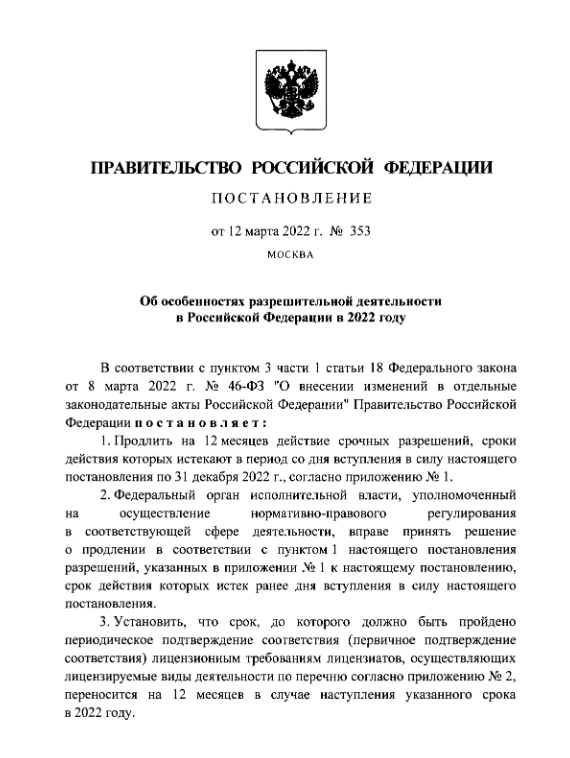 ПРАВИТЕЛЬСТВО РОССИЙСКОЙ ФЕДЕРАЦИИ
ПОСТАНОВЛЕНИЕ
от 12 марта 2022 г. № 353
МОСКВА
Об особенностях разрешительной деятельности
в Российской Федерации в 2022 году
В соответствии с пунктом 3 части 1 статьи 18 Федерального закона
от 8 марта 2022 г. № 46-ФЗ "О внесении изменений в отдельные
законодательные акты Российской Федерации" Правительство Российской
Федерации постановляет:
1. Продлить на 12 месяцев действие срочных разрешений, сроки
действия которых истекают в период со дня вступления в силу настоящего
постановления по 31 декабря 2022 г., согласно приложению № 1.
2. Федеральный орган исполнительной власти, уполномоченный
на осуществление нормативно-правового регулирования
в соответствующей сфере деятельности, вправе принять решение
о продлении в соответствии с пунктом 1 настоящего постановления
разрешений, указанных в приложении № 1 к настоящему постановлению,
срок действия которых истек ранее дня вступления в силу настоящего
постановления.
3. Установить, что срок, до которого должно быть пройдено
периодическое подтверждение соответствия (первичное подтверждение
соответствия) лицензионным требованиям лицензиатов, осуществляющих
лицензируемые виды деятельности по перечню согласно приложению № 2,
переносится на 12 месяцев в случае наступления указанного срока
в 2022 году.